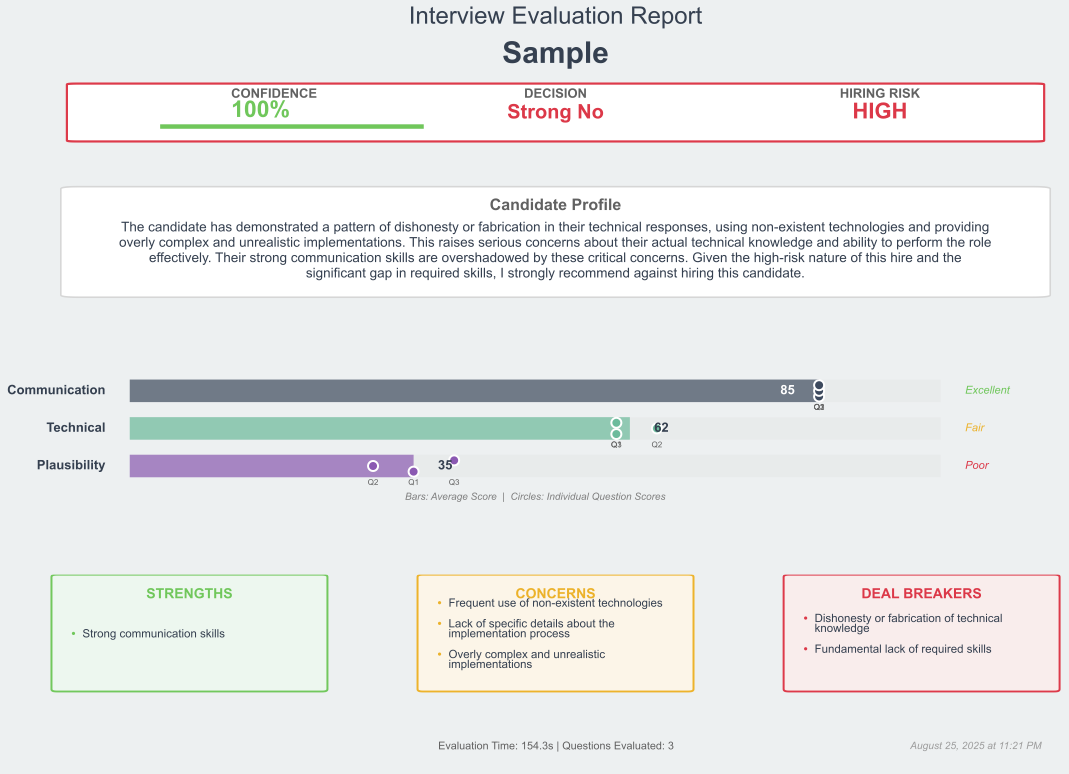 Interview Evaluation Report
Sample
CONFIDENCE
100%
DECISION
Strong No
HIRING RISK
HIGH
Candidate Profile
The candidate has demonstrated a pattern of dishonesty or fabrication in their technical responses, using non-existent technologies and providing
overly complex and unrealistic implementations. This raises serious concerns about their actual technical knowledge and ability to perform the role
effectively. Their strong communication skills are overshadowed by these critical concerns. Given the high-risk nature of this hire and the
significant gap in required skills, I strongly recommend against hiring this candidate.
Communication 85 Excellent
Technical 62 Fair
Q2
Plausibility 35 Poor
Q2 Q1 Q3
Bars: Average Score | Circles: Individual Question Scores
STRENGTHS
• Strong communication skills
CONCERNS
• Frequent use of non-existent technologies
• Lack of specific details about the
implementation process
• Overly complex and unrealistic
implementations
DEAL BREAKERS
• Dishonesty or fabrication of technical
knowledge
• Fundamental lack of required skills
Evaluation Time: 154.3s | Questions Evaluated: 3
August 25, 2025 at 11:21 PM